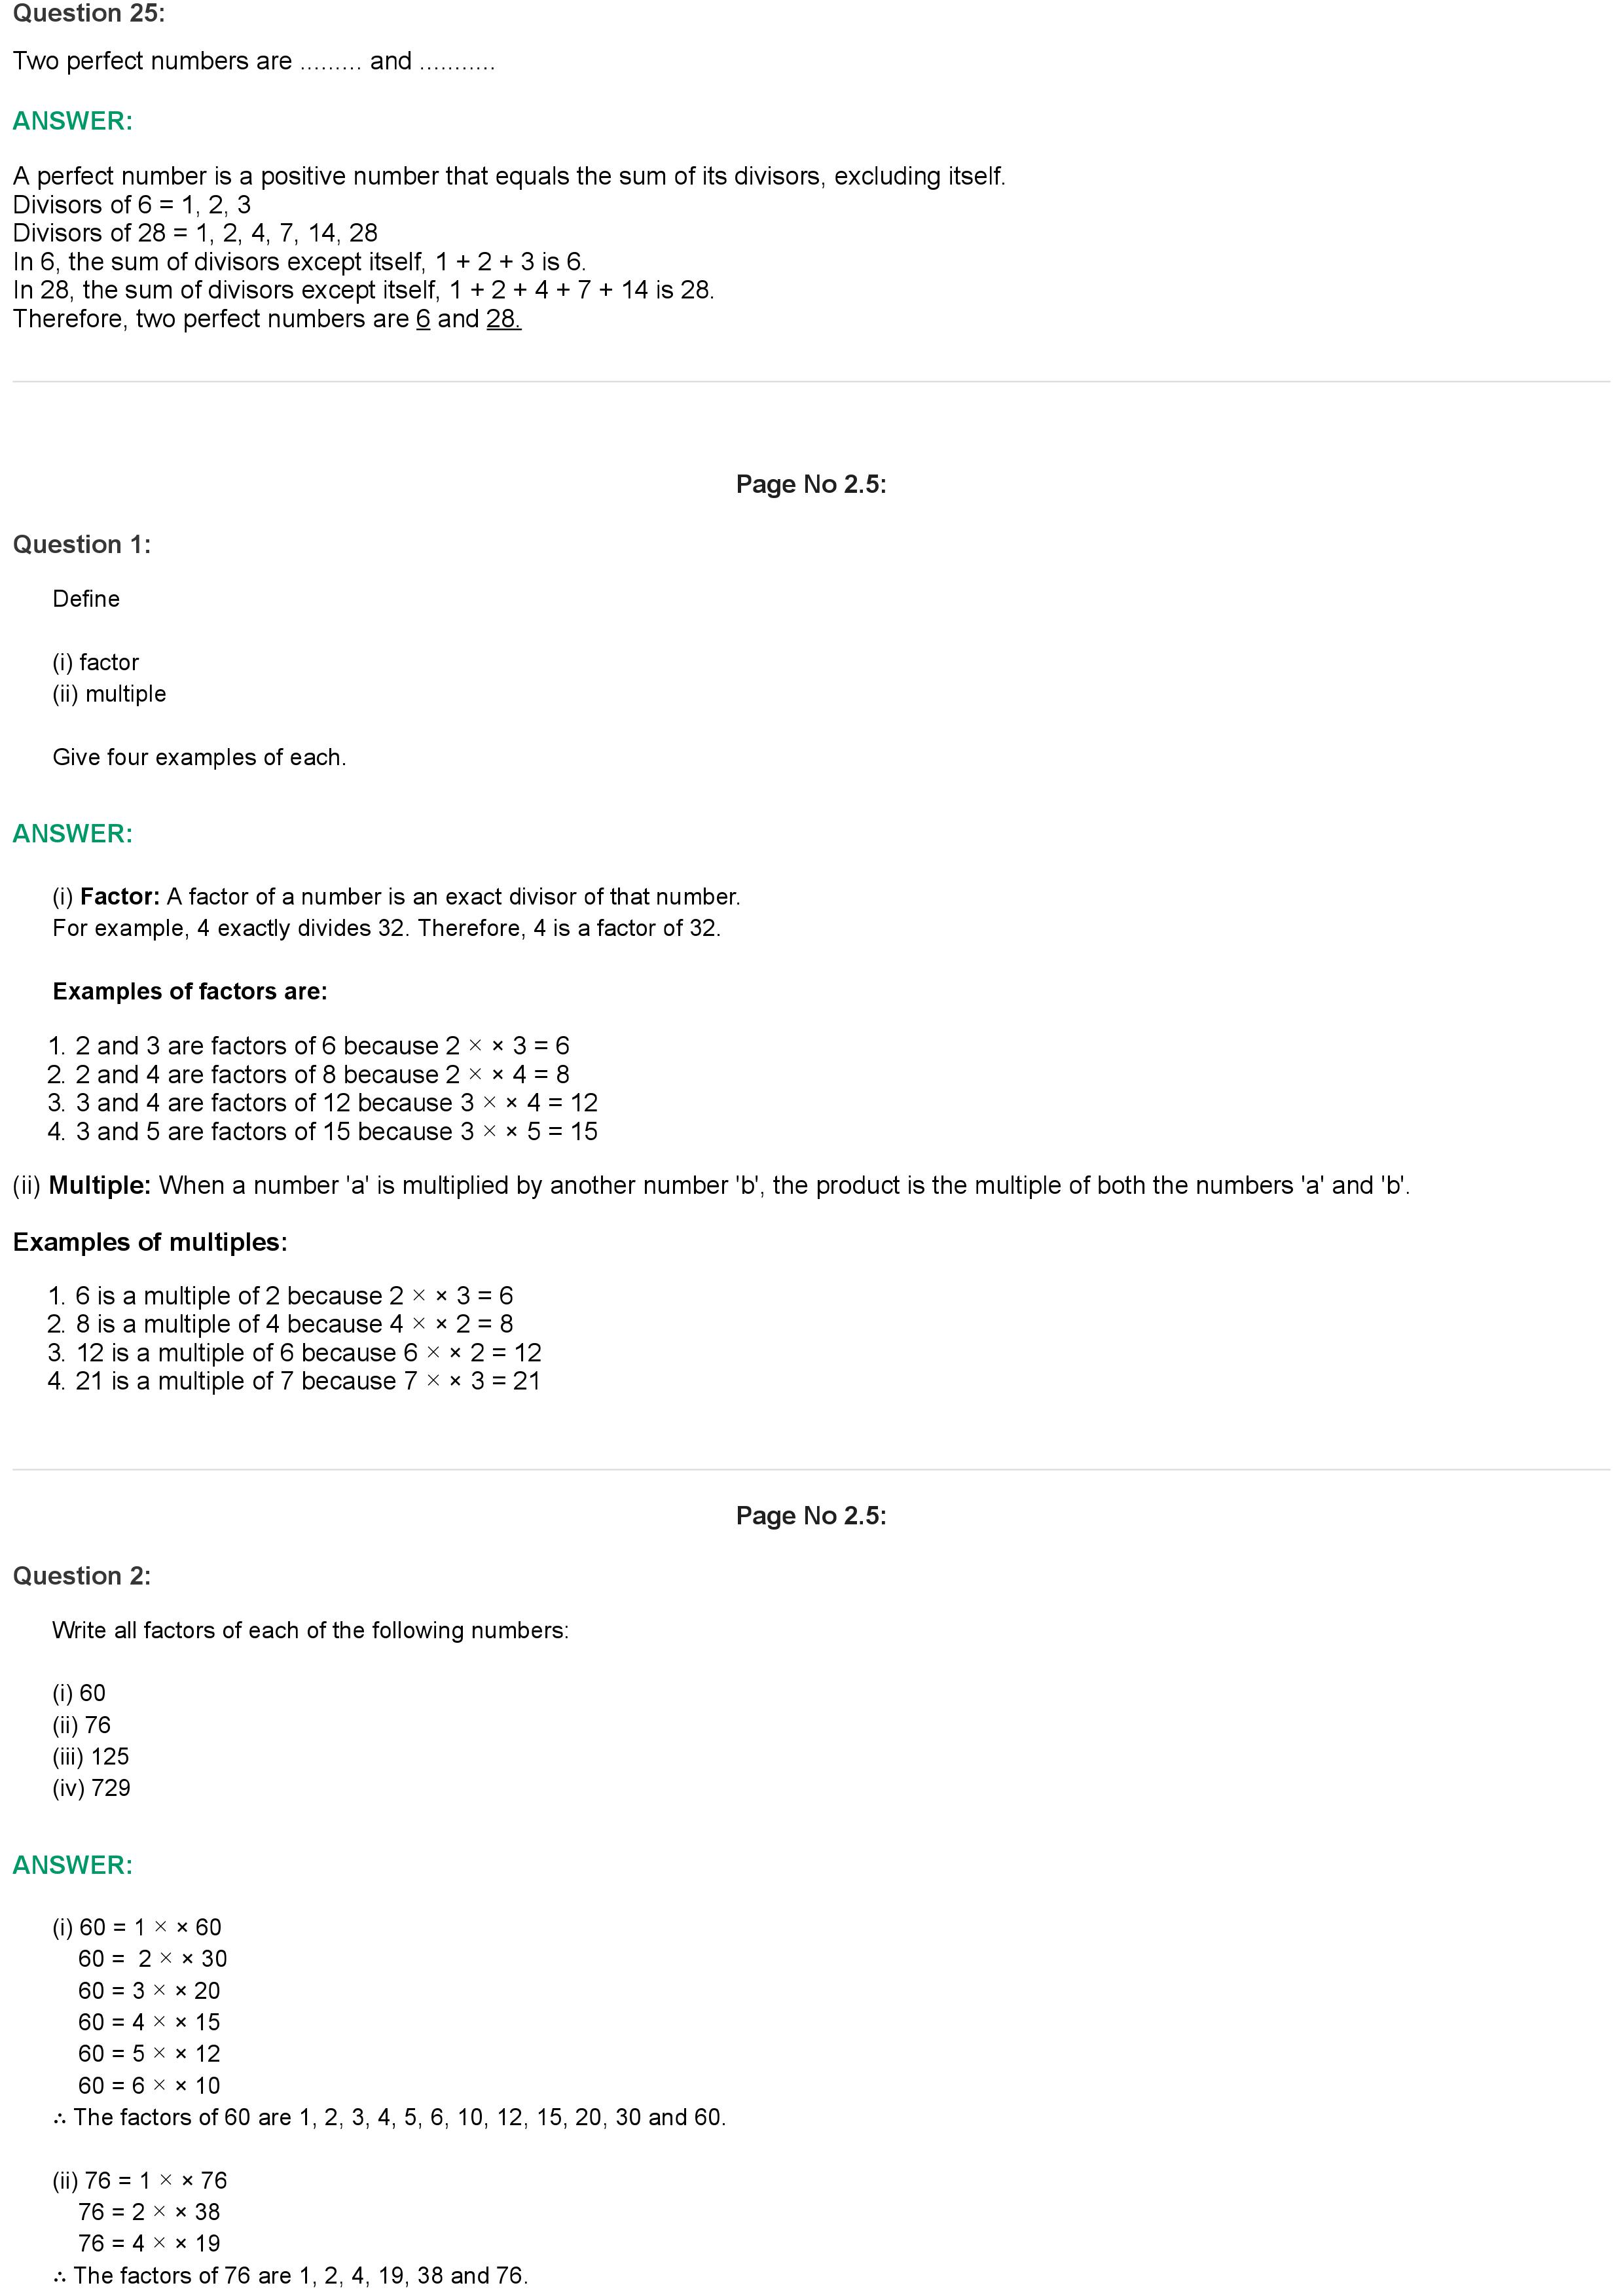 Question 25:
Two perfect numbers are ......... and ...........
ANSWER:
A perfect number is a positive number that equals the sum of its divisors, excluding itself.
Divisors of 6 = 1, 2, 3
Divisors of 28 = 1, 2, 4, 7, 14, 28
In 6, the sum of divisors except itself, 1 + 2 + 3 is 6.
In 28, the sum of divisors except itself, 1 + 2 + 4 + 7 + 14 is 28.
Therefore, two perfect numbers are 6 and 28.
Page No 2.5:
Question 1:
Define
(i) factor
(ii) multiple
Give four examples of each.
ANSWER:
(i) Factor: A factor of a number is an exact divisor of that number.
For example, 4 exactly divides 32. Therefore, 4 is a factor of 32.
Examples of factors are:
1. 2 and 3 are factors of 6 because 2 × × 3 = 6
2. 2 and 4 are factors of 8 because 2 × × 4 = 8
3. 3 and 4 are factors of 12 because 3 × × 4 = 12
4. 3 and 5 are factors of 15 because 3 × × 5 = 15
(ii) Multiple: When a number 'a' is multiplied by another number 'b', the product is the multiple of both the numbers 'a' and 'b'.
Examples of multiples:
1. 6 is a multiple of 2 because 2 × × 3 = 6
2. 8 is a multiple of 4 because 4 × × 2 = 8
3. 12 is a multiple of 6 because 6 × × 2 = 12
4. 21 is a multiple of 7 because 7 × × 3 = 21
Page No 2.5:
Question 2:
Write all factors of each of the following numbers:
(i) 60
(ii) 76
(iii) 125
(iv) 729
ANSWER:
(i) 60 = 1 × × 60
60 = 2 × × 30
60 = 3 × × 20
60 = 4 × × 15
60 = 5 × × 12
60 = 6 × × 10
∴ The factors of 60 are 1, 2, 3, 4, 5, 6, 10, 12, 15, 20, 30 and 60.
(ii) 76 = 1 × × 76
76 = 2 × × 38
76 = 4 × × 19
∴ The factors of 76 are 1, 2, 4, 19, 38 and 76.